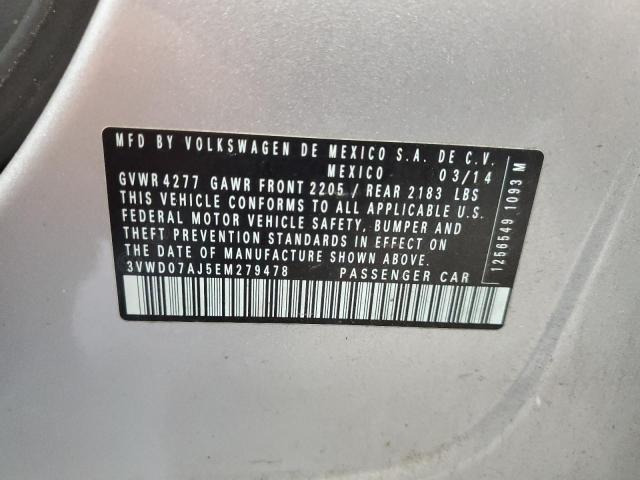 MFD BY VOLKSWAGEN DE MEXICO S.A. DE C.V.
MEXICO 03/14
GVWR 4277 GAWR FRONT 2205 / REAR 2183 LBS
THIS VEHICLE CONFORMS TO ALL APPLICABLE U.S.
FEDERAL MOTOR VEHICLE SAFETY, BUMPER AND
THEFT PREVENTION STANDARDS IN EFFECT ON
THE DATE OF MANUFACTURE SHOWN ABOVE.
3VWD07AJ5EM279478 PASSENGER CAR
1256549 1093 M